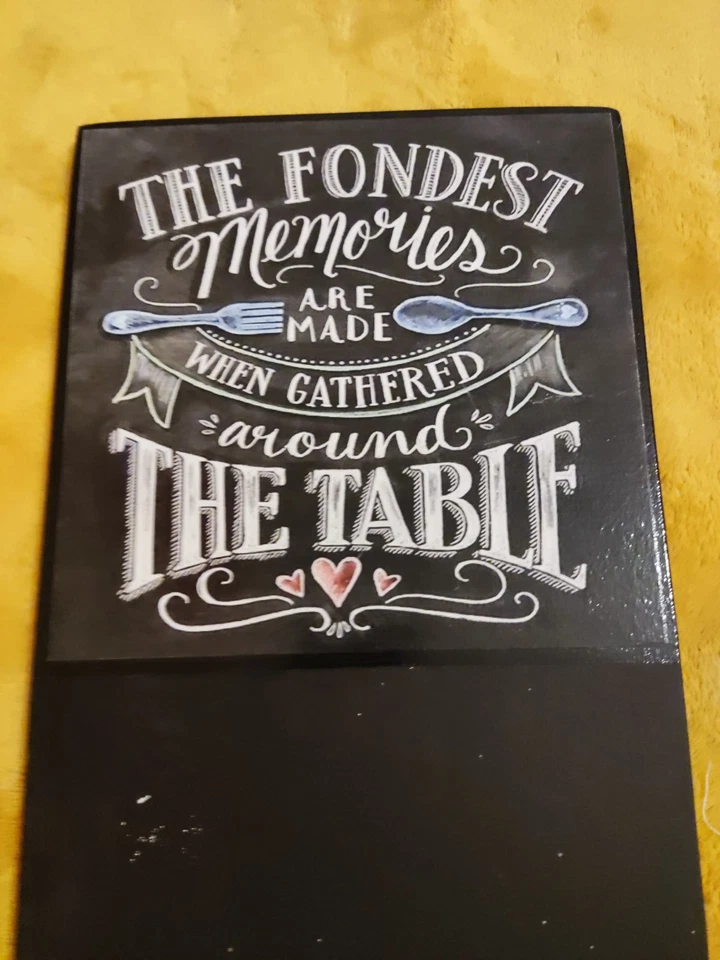 THE FONDEST
Memories
ARE
MADE
WHEN GATHERED
around
THE TABLE